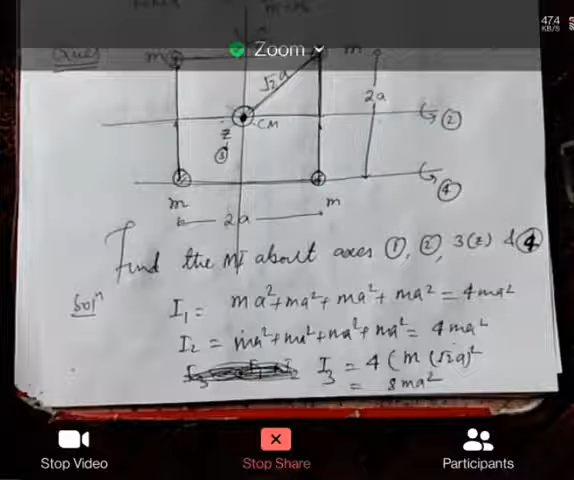 474
KB/S
Zoom
Ques
m
m
√2 a
2a
CM
②
z
③
④
m
m
2a
Find the MI about axes ①, ②, 3(z) & ④
Solⁿ
I₁ = ma² + ma² + ma² + ma² = 4ma²
I₂ = ma² + ma² + ma² + ma² = 4ma²
I₃ = 4 ( m (√2 a)²
= 8ma²
Stop Video
Stop Share
Participants